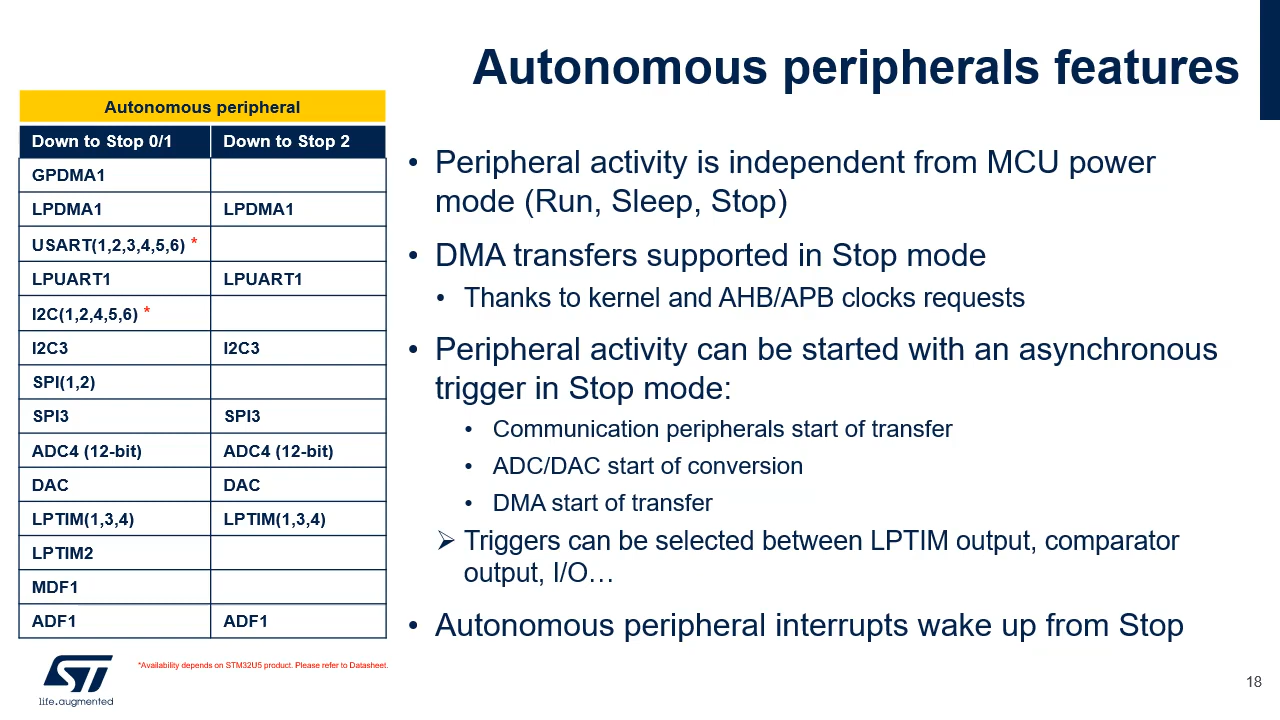 Autonomous peripherals features
Autonomous peripheral
Down to Stop 0/1 Down to Stop 2
GPDMA1
LPDMA1 LPDMA1
USART(1,2,3,4,5,6) *
LPUART1 LPUART1
I2C(1,2,4,5,6) *
I2C3 I2C3
SPI(1,2)
SPI3 SPI3
ADC4 (12-bit) ADC4 (12-bit)
DAC DAC
LPTIM(1,3,4) LPTIM(1,3,4)
LPTIM2
MDF1
ADF1 ADF1
*Availability depends on STM32U5 product. Please refer to Datasheet.
• Peripheral activity is independent from MCU power
mode (Run, Sleep, Stop)
• DMA transfers supported in Stop mode
• Thanks to kernel and AHB/APB clocks requests
• Peripheral activity can be started with an asynchronous
trigger in Stop mode:
• Communication peripherals start of transfer
• ADC/DAC start of conversion
• DMA start of transfer
➢ Triggers can be selected between LPTIM output, comparator
output, I/O…
• Autonomous peripheral interrupts wake up from Stop
ST
life.augmented
18